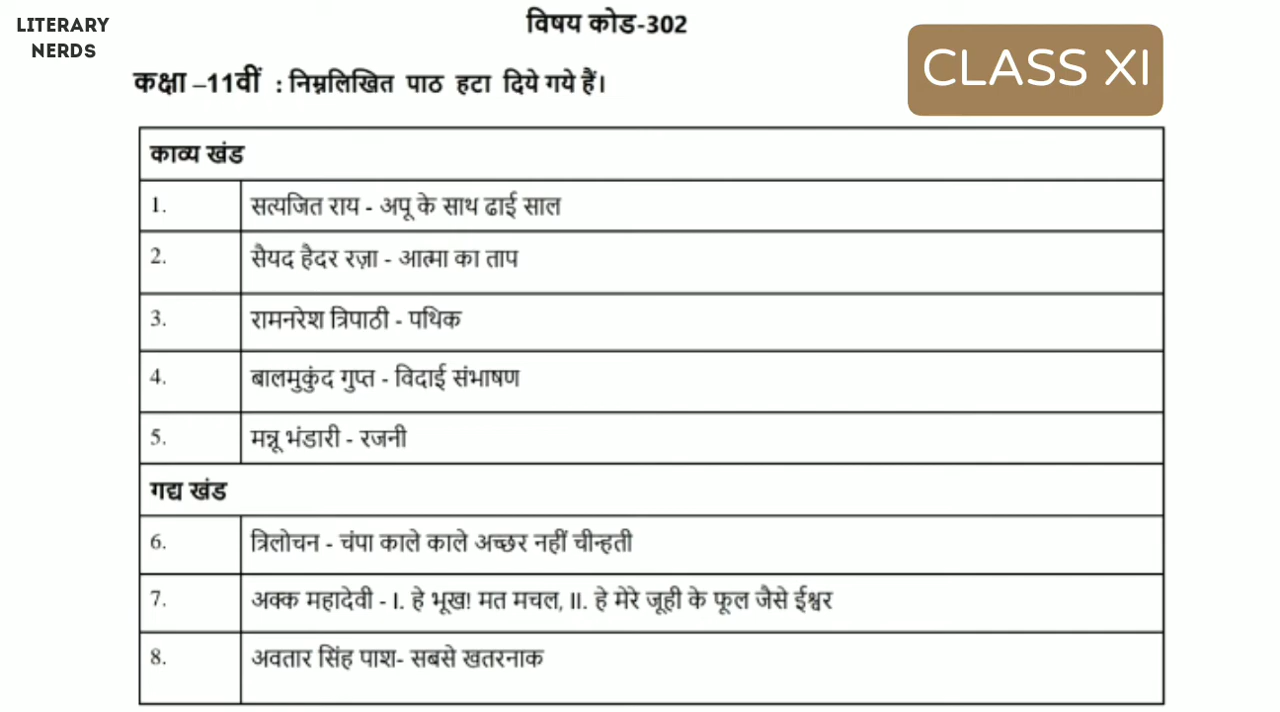 LITERARY
NERDS
विषय कोड-302
CLASS XI
कक्षा –11वीं : निम्नलिखित पाठ हटा दिये गये हैं।
काव्य खंड
1. सत्यजित राय - अपू के साथ ढाई साल
2. सैयद हैदर रज़ा - आत्मा का ताप
3. रामनरेश त्रिपाठी - पथिक
4. बालमुकुंद गुप्त - विदाई संभाषण
5. मन्नू भंडारी - रजनी
गद्य खंड
6. त्रिलोचन - चंपा काले काले अच्छर नहीं चीन्हती
7. अक्क महादेवी - I. हे भूख! मत मचल, II. हे मेरे जूही के फूल जैसे ईश्वर
8. अवतार सिंह पाश- सबसे खतरनाक